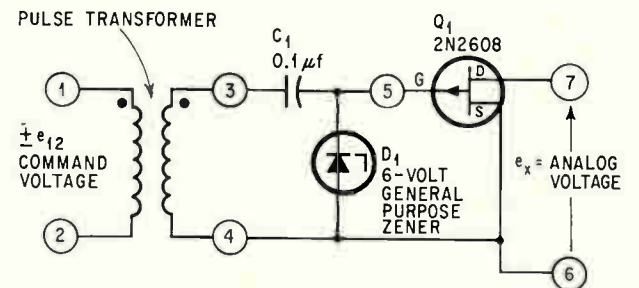 PULSE TRANSFORMER
C1
0.1 µf
Q1
2N2608
1
3
5
G
D
S
7
± e12
COMMAND
VOLTAGE
D1
6-VOLT
GENERAL
PURPOSE
ZENER
ex = ANALOG
VOLTAGE
2
4
6